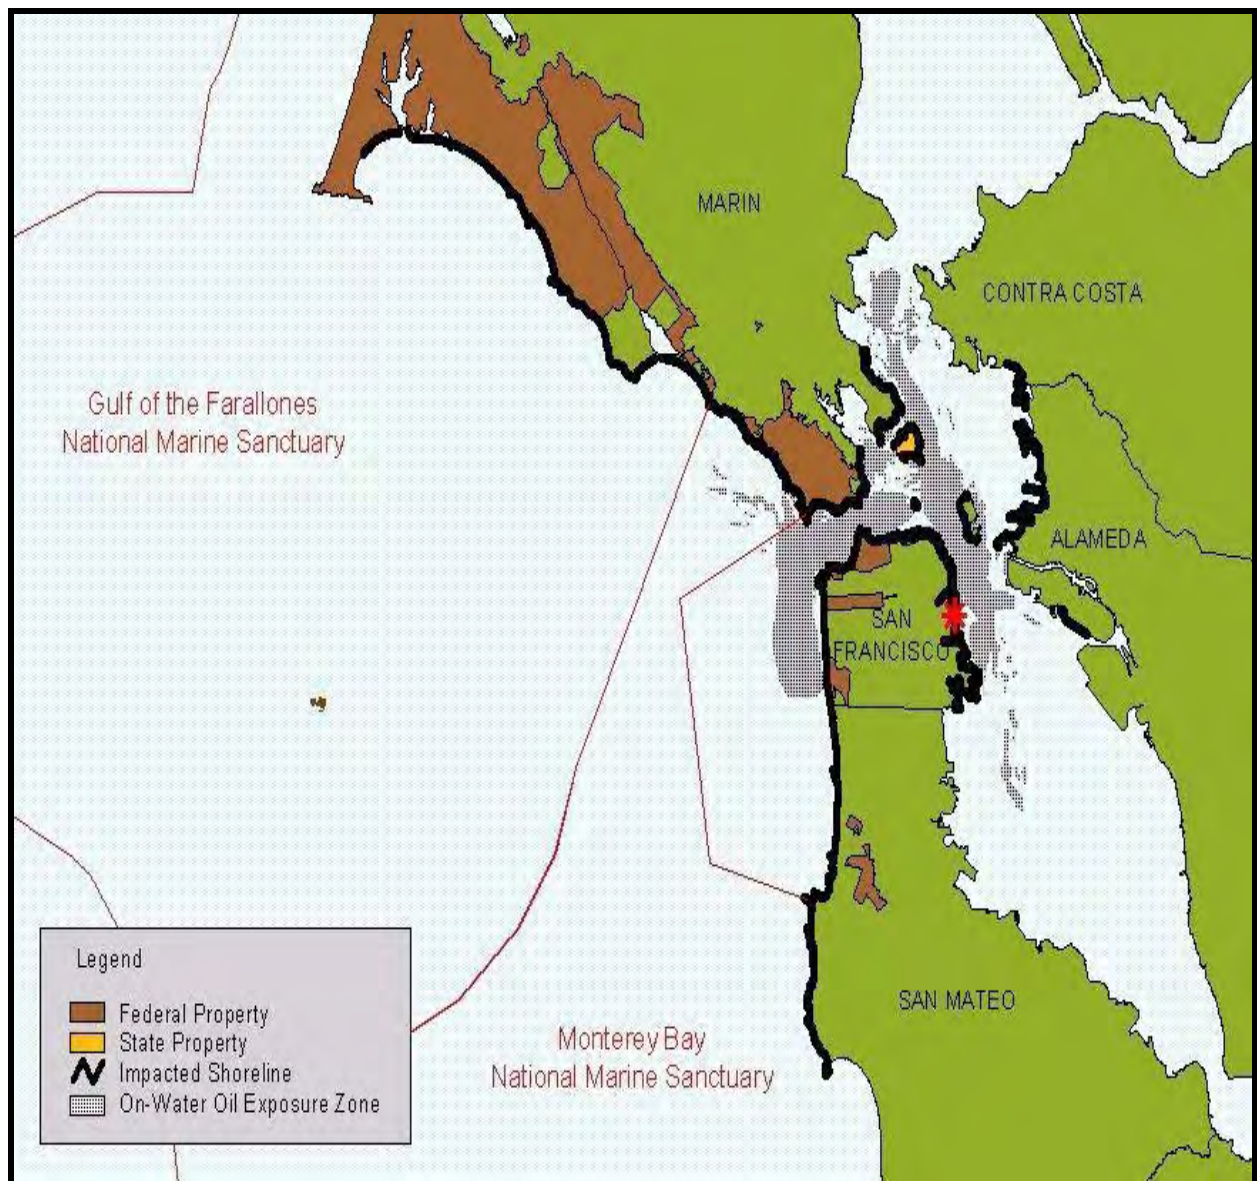 MARIN
CONTRA COSTA
Gulf of the Farallones
National Marine Sanctuary
ALAMEDA
SAN
FRANCISCO
Legend
Federal Property
State Property
Impacted Shoreline
On-Water Oil Exposure Zone
SAN MATEO
Monterey Bay
National Marine Sanctuary